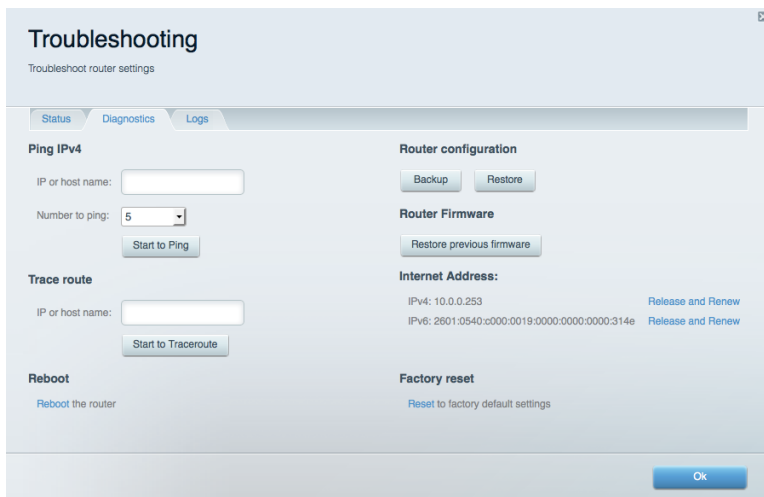 Troubleshooting
Troubleshoot router settings
Status
Diagnostics
Logs
Ping IPv4
IP or host name:
Number to ping:
5
Start to Ping
Trace route
IP or host name:
Start to Traceroute
Reboot
Reboot the router
Router configuration
Backup
Restore
Router Firmware
Restore previous firmware
Internet Address:
IPv4: 10.0.0.253
Release and Renew
IPv6: 2601:0540:c000:0019:0000:0000:0000:314e
Release and Renew
Factory reset
Reset to factory default settings
Ok